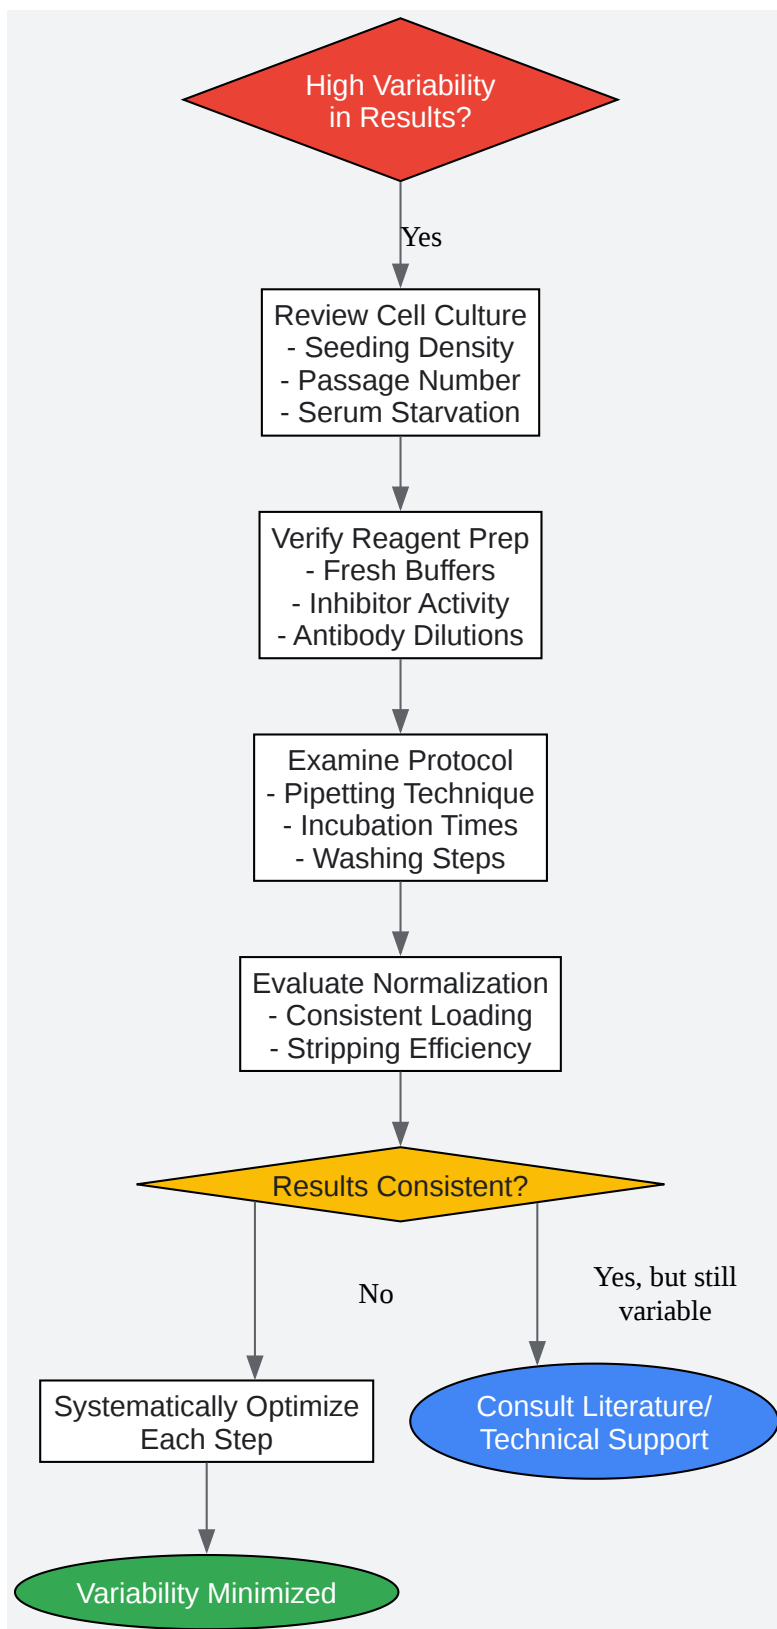 High Variability
in Results?
Yes
Review Cell Culture
- Seeding Density
- Passage Number
- Serum Starvation
Verify Reagent Prep
- Fresh Buffers
- Inhibitor Activity
- Antibody Dilutions
Examine Protocol
- Pipetting Technique
- Incubation Times
- Washing Steps
Evaluate Normalization
- Consistent Loading
- Stripping Efficiency
Results Consistent?
No
Yes, but still
variable
Systematically Optimize
Each Step
Consult Literature/
Technical Support
Variability Minimized